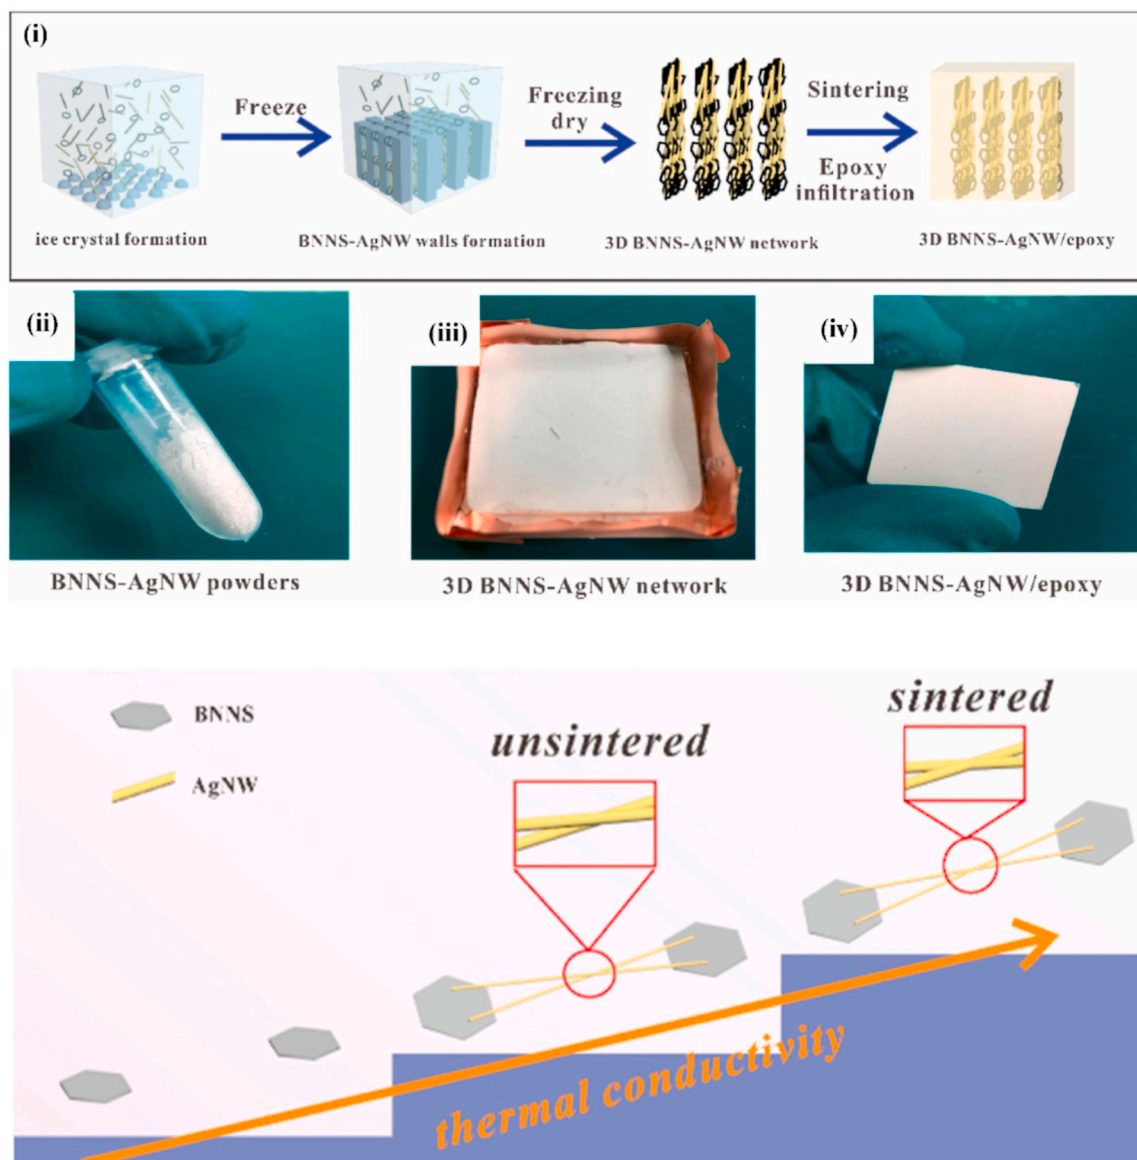 (i)
Freeze
Freezing
dry
Sintering
Epoxy
infiltration
ice crystal formation
BNNS-AgNW walls formation
3D BNNS-AgNW network
3D BNNS-AgNW/epoxy
(ii)
(iii)
(iv)
BNNS-AgNW powders
3D BNNS-AgNW network
3D BNNS-AgNW/epoxy
BNNS
AgNW
unsintered
sintered
thermal conductivity